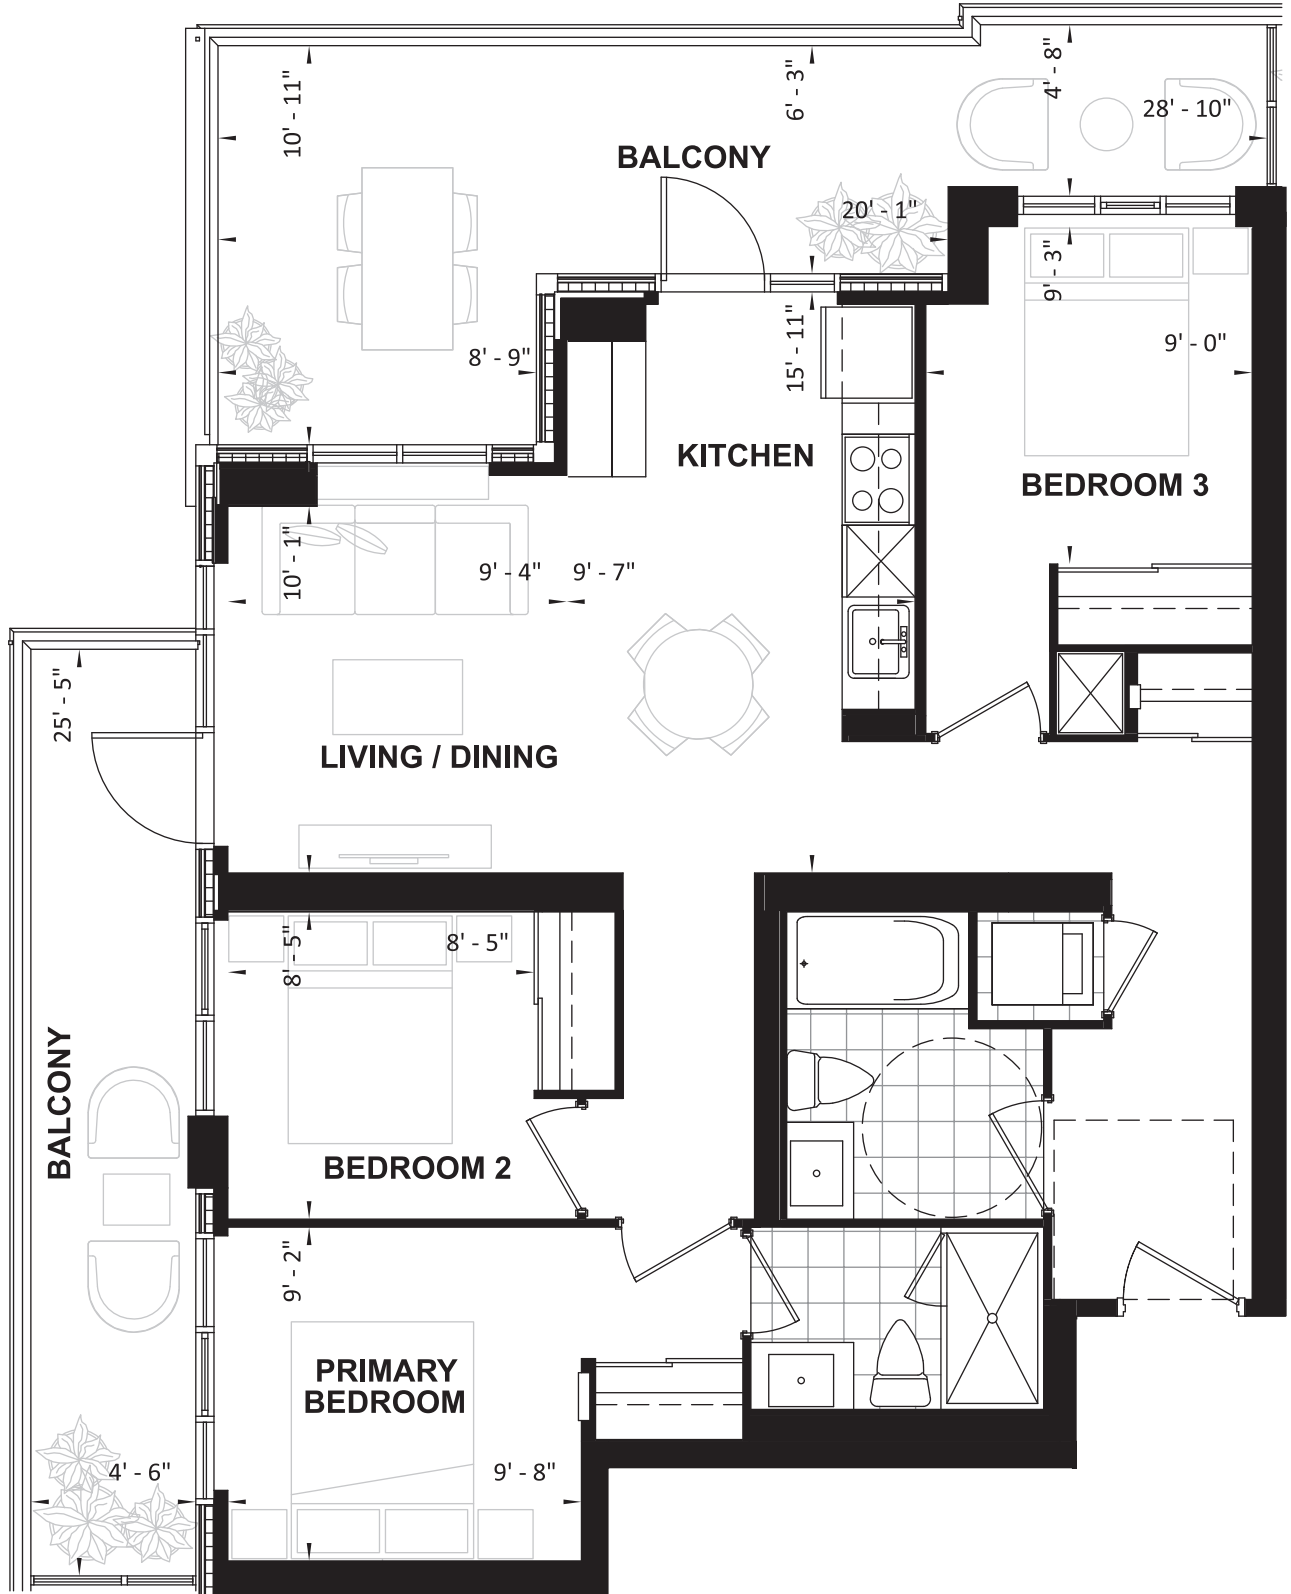 10' - 11"
6' - 3"
4' - 8"
28' - 10"
BALCONY
20' - 1"
9' - 3"
8' - 9"
15' - 11"
9' - 0"
KITCHEN
BEDROOM 3
10' - 1"
9' - 4"
9' - 7"
25' - 5"
LIVING / DINING
8' - 5"
8' - 5"
BALCONY
BEDROOM 2
9' - 2"
PRIMARY
BEDROOM
4' - 6"
9' - 8"